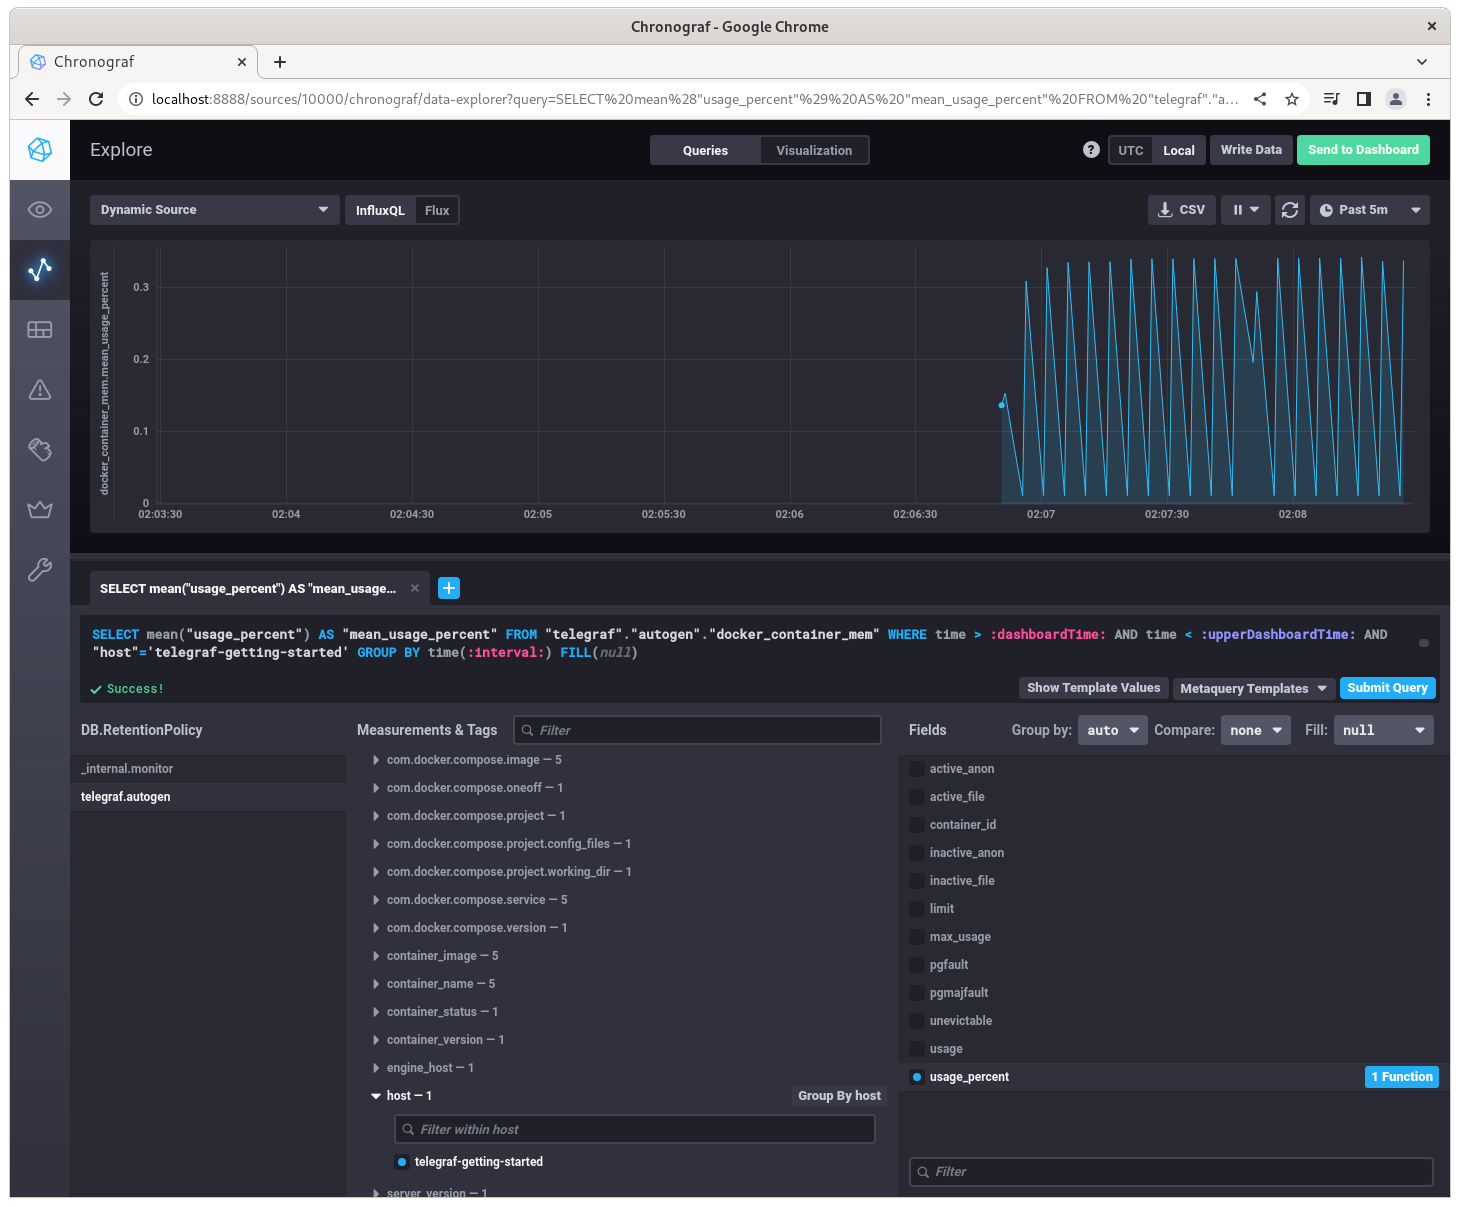 Chronograf - Google Chrome
Chronograf
localhost:8888/sources/10000/chronograf/data-explorer?query=SELECT%20mean%28"usage_percent"%29%20AS%20"mean_usage_percent"%20FROM%20"telegraf"."a...
Explore
Queries
Visualization
?
UTC
Local
Write Data
Send to Dashboard
Dynamic Source
InfluxQL
Flux
CSV
Past 5m
docker_container_mem.mean_usage_percent
0.3
0.2
0.1
0
02:03:30
02:04
02:04:30
02:05
02:05:30
02:06
02:06:30
02:07
02:07:30
02:08
SELECT mean("usage_percent") AS "mean_usage...
SELECT mean("usage_percent") AS "mean_usage_percent" FROM "telegraf"."autogen"."docker_container_mem" WHERE time > :dashboardTime: AND time < :upperDashboardTime: AND
"host"='telegraf-getting-started' GROUP BY time(:interval:) FILL(null)
Success!
Show Template Values
Metaquery Templates
Submit Query
DB.RetentionPolicy
_internal.monitor
telegraf.autogen
Measurements & Tags
Filter
com.docker.compose.image — 5
com.docker.compose.oneoff — 1
com.docker.compose.project — 1
com.docker.compose.project.config_files — 1
com.docker.compose.project.working_dir — 1
com.docker.compose.service — 5
com.docker.compose.version — 1
container_image — 5
container_name — 5
container_status — 1
container_version — 1
engine_host — 1
host — 1
Group By host
Filter within host
telegraf-getting-started
server_version — 1
Fields
Group by: auto
Compare: none
Fill: null
active_anon
active_file
container_id
inactive_anon
inactive_file
limit
max_usage
pgfault
pgmajfault
unevictable
usage
usage_percent
1 Function
Filter